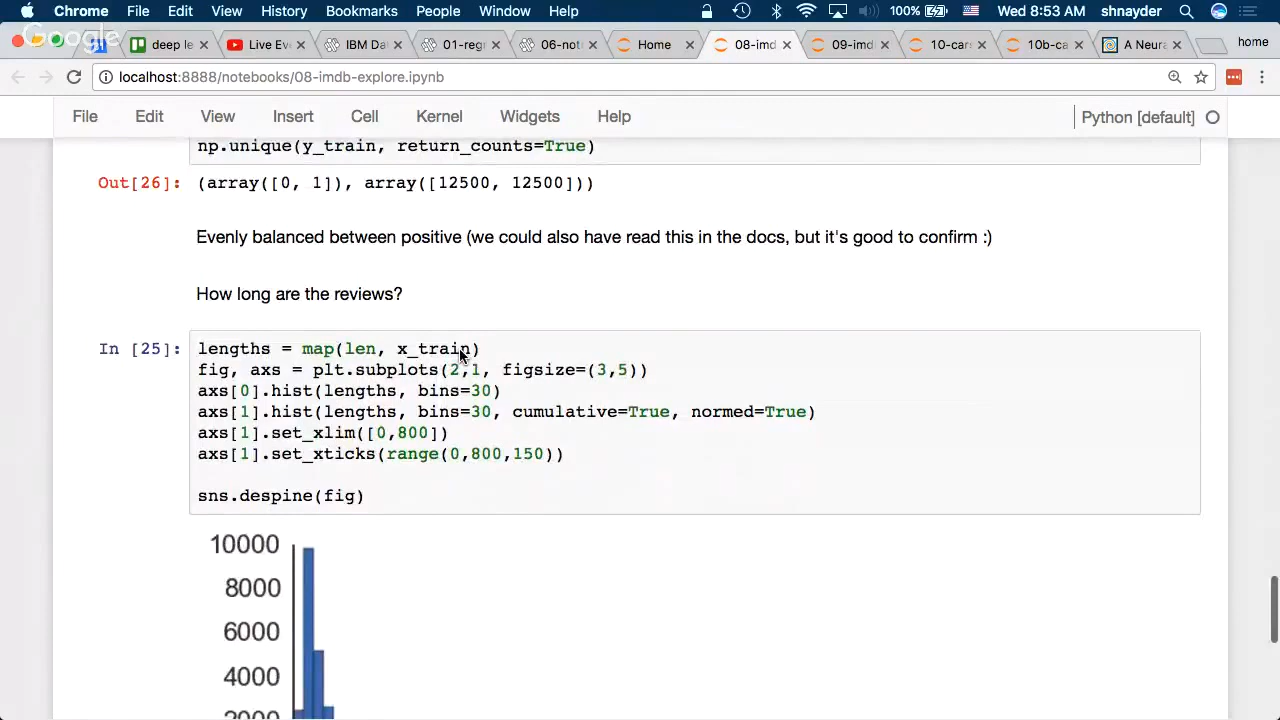 Chrome File Edit View History Bookmarks People Window Help 100% Wed 8:53 AM shnayder
Google
deep le Live Ex IBM Da 01-reg 06-not Home 08-imd 09-imd 10-cars 10b-ca A Neura home
localhost:8888/notebooks/08-imdb-explore.ipynb
File Edit View Insert Cell Kernel Widgets Help Python [default]
np.unique(y_train, return_counts=True)
Out[26]: (array([0, 1]), array([12500, 12500]))
Evenly balanced between positive (we could also have read this in the docs, but it's good to confirm :)
How long are the reviews?
In [25]: lengths = map(len, x_train)
fig, axs = plt.subplots(2,1, figsize=(3,5))
axs[0].hist(lengths, bins=30)
axs[1].hist(lengths, bins=30, cumulative=True, normed=True)
axs[1].set_xlim([0,800])
axs[1].set_xticks(range(0,800,150))
sns.despine(fig)
10000
8000
6000
4000
2000